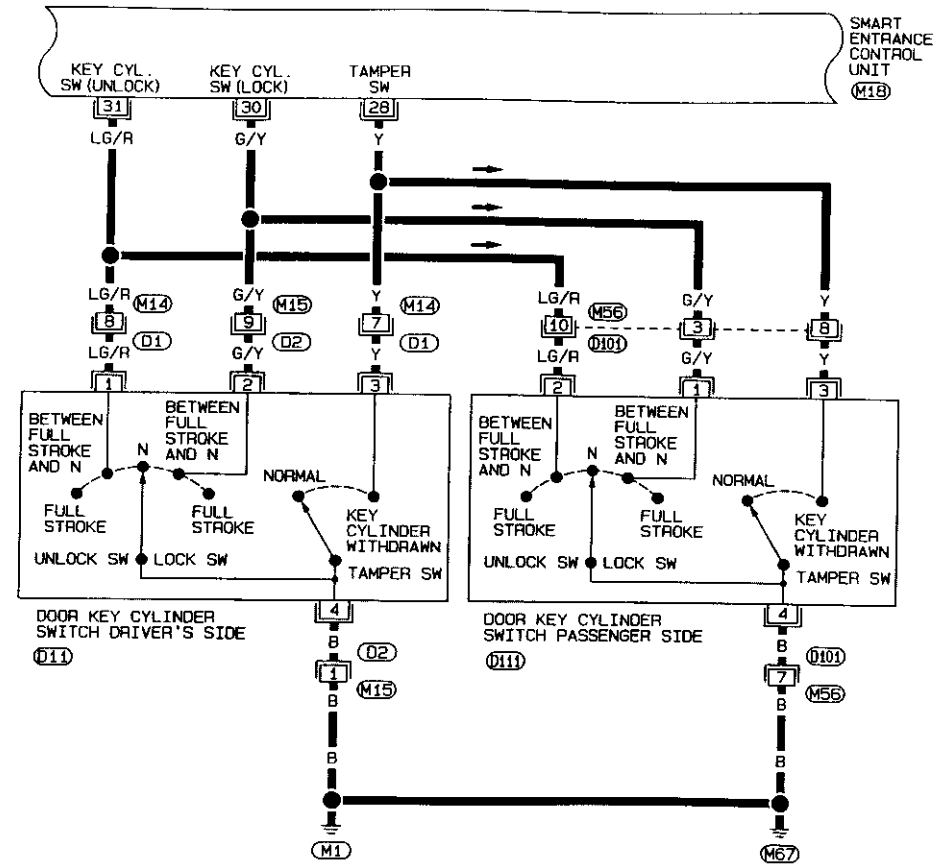 SMART
ENTRANCE
CONTROL
UNIT
M18
KEY CYL.
SW (UNLOCK)
KEY CYL.
SW (LOCK)
TAMPER
SW
31
30
28
LG/R
G/Y
Y
LG/R
M14
G/Y
M15
Y
M14
LG/R
M56
G/Y
Y
8
9
7
10
3
8
D1
D2
D1
D101
LG/R
G/Y
Y
LG/R
G/Y
Y
1
2
3
2
1
3
BETWEEN
FULL
STROKE
AND N
N
BETWEEN
FULL
STROKE
AND N
NORMAL
FULL
STROKE
FULL
STROKE
KEY
CYLINDER
WITHDRAWN
UNLOCK SW
LOCK SW
TAMPER SW
BETWEEN
FULL
STROKE
AND N
N
BETWEEN
FULL
STROKE
AND N
NORMAL
FULL
STROKE
FULL
STROKE
KEY
CYLINDER
WITHDRAWN
UNLOCK SW
LOCK SW
TAMPER SW
4
4
DOOR KEY CYLINDER
SWITCH DRIVER'S SIDE
D11
DOOR KEY CYLINDER
SWITCH PASSENGER SIDE
D111
B
D2
1
M15
B
B
M1
B
D101
7
M56
B
B
M67